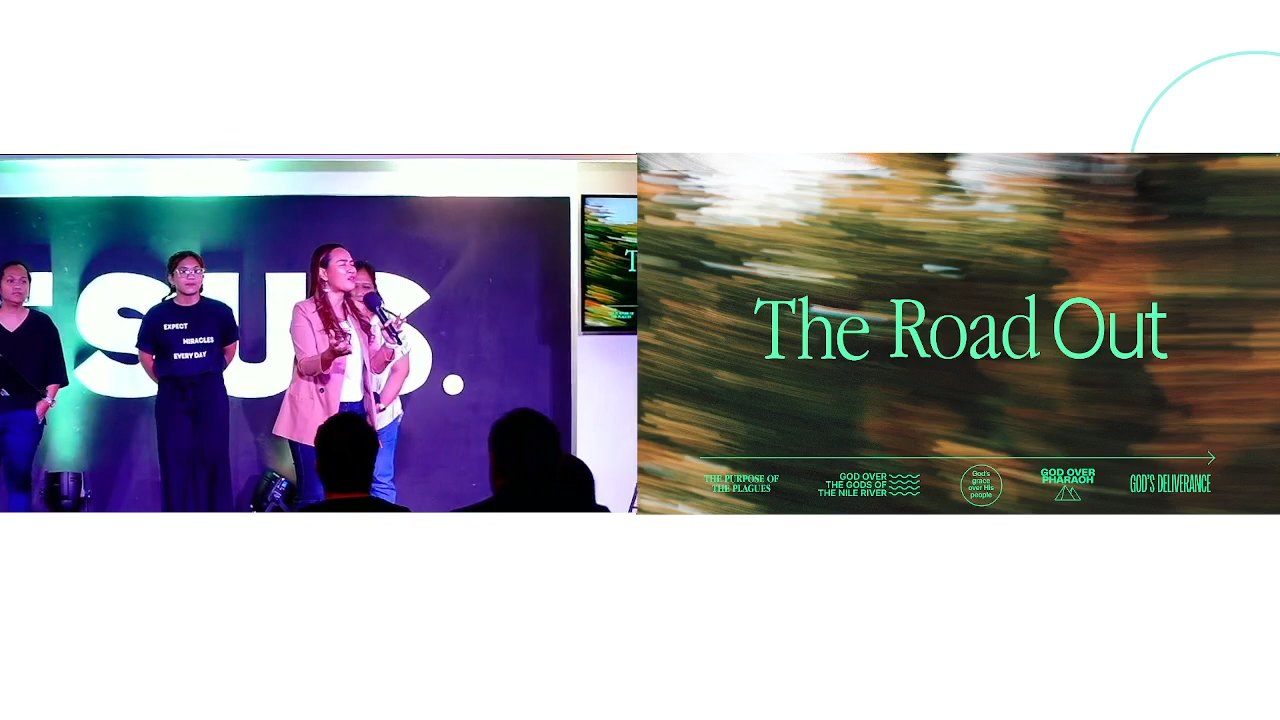 SUS.
EXPECT
MIRACLES
EVERY DAY
The Road Out
THE PURPOSE OF
THE PLAGUES
GOD OVER
THE GODS OF
THE NILE RIVER
God's
grace
over His
people
GOD OVER
PHARAOH
GOD'S DELIVERANCE